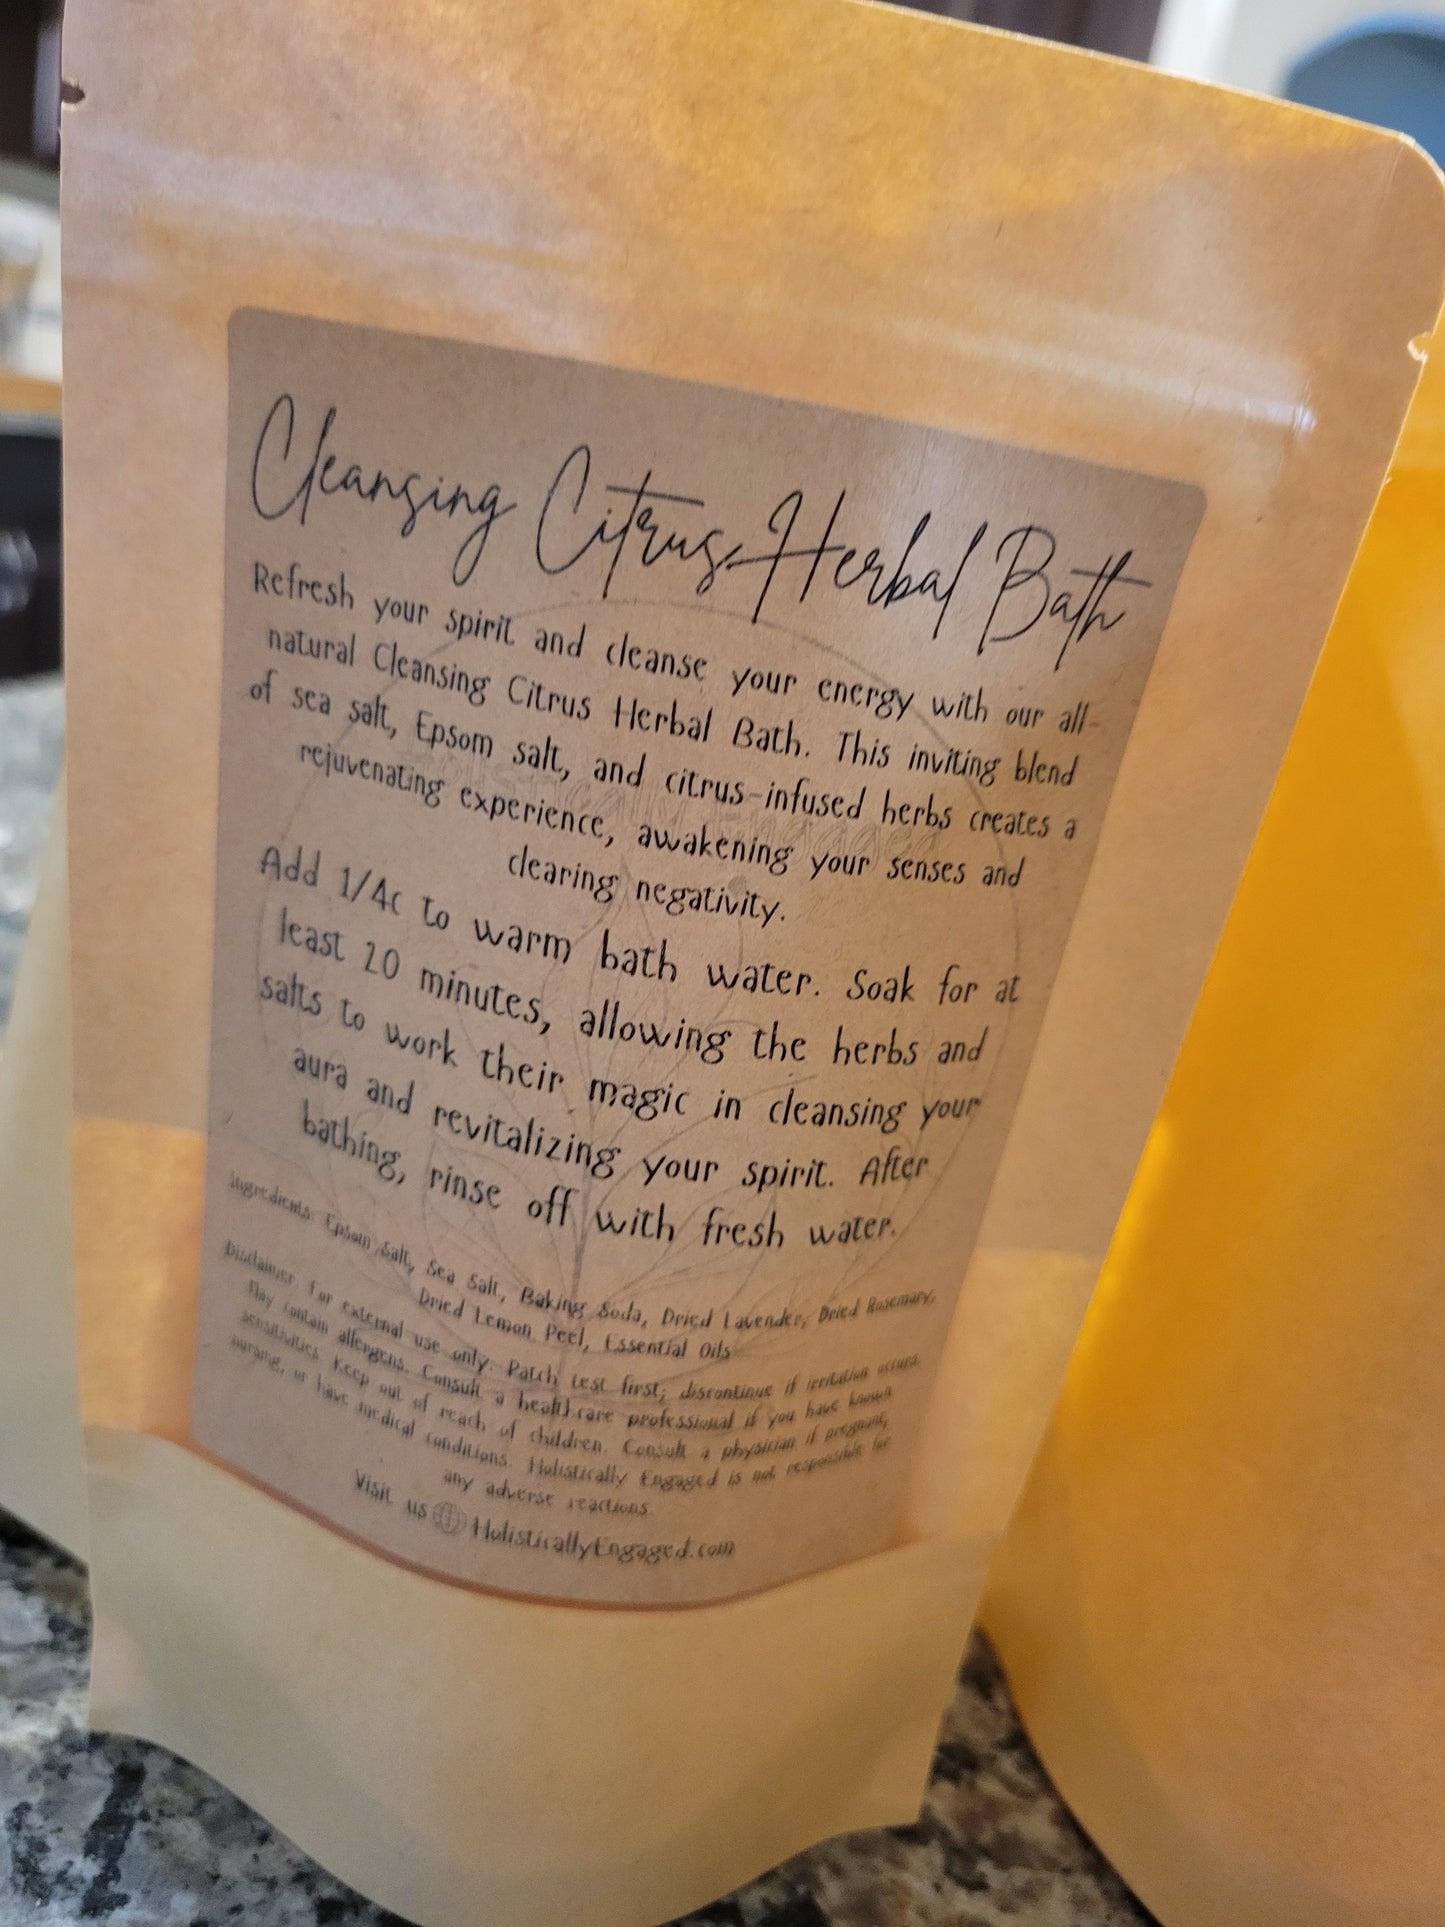 Cleansing Citrus Herbal Bath
Refresh your spirit and cleanse your energy with our all-
natural Cleansing Citrus Herbal Bath. This inviting blend
of sea salt, Epsom salt, and citrus-infused herbs creates a
rejuvenating experience, awakening your senses and
clearing negativity.
Add 1/4c to warm bath water. Soak for at
least 20 minutes, allowing the herbs and
salts to work their magic in cleansing your
aura and revitalizing your spirit. After
bathing, rinse off with fresh water.
Ingredients: Epsom Salt, Sea Salt, Baking Soda, Dried Lavender, Dried Rosemary,
Dried Lemon Peel, Essential Oils
Disclaimer: For external use only. Patch test first; discontinue if irritation occurs.
May contain allergens. Consult a healthcare professional if you have known
sensitivities. Keep out of reach of children. Consult a physician if pregnant,
nursing, or have medical conditions. Holistically Engaged is not responsible for
any adverse reactions.
Visit us HolisticallyEngaged.com